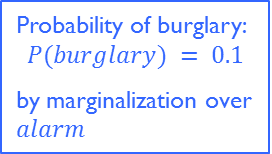 Probability of burglary:
P(burglary) = 0.1
by marginalization over
alarm